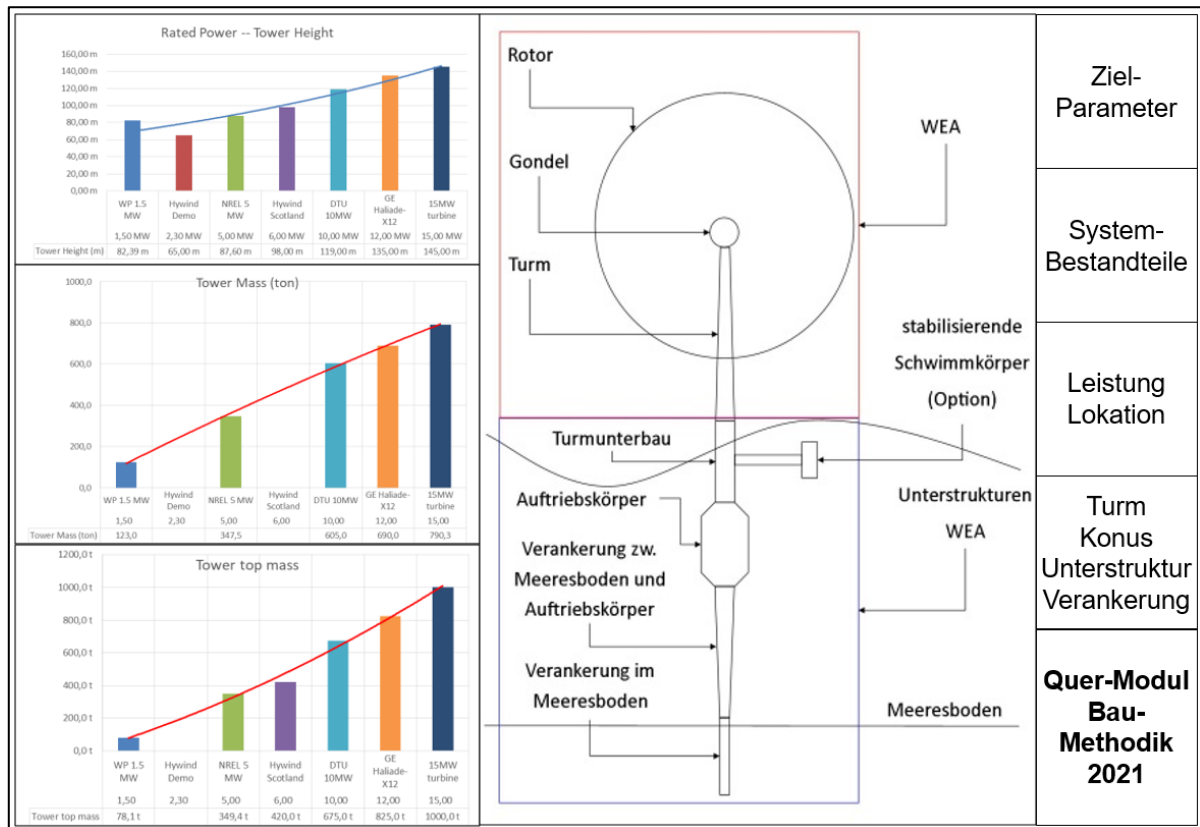 Rated Power -- Tower Height
160,00 m
140,00 m
120,00 m
100,00 m
80,00 m
60,00 m
40,00 m
20,00 m
0,00 m
WP 1.5 MW
Hywind Demo
NREL 5 MW
Hywind Scotland
DTU 10MW
GE Haliade-X12
15MW turbine
1,50 MW 2,30 MW 5,00 MW 6,00 MW 10,00 MW 12,00 MW 15,00 MW
Tower Height (m) 82,39 m 65,00 m 87,60 m 98,00 m 119,00 m 135,00 m 145,00 m
Tower Mass (ton)
1000,0
800,0
600,0
400,0
200,0
0,0
WP 1.5 MW
Hywind Demo
NREL 5 MW
Hywind Scotland
DTU 10MW
GE Haliade-X12
15MW turbine
1,50 2,30 5,00 6,00 10,00 12,00 15,00
Tower Mass (ton) 123,0 347,5 605,0 690,0 790,3
Tower top mass
1200,0 t
1000,0 t
800,0 t
600,0 t
400,0 t
200,0 t
0,0 t
WP 1.5 MW
Hywind Demo
NREL 5 MW
Hywind Scotland
DTU 10MW
GE Haliade-X12
15MW turbine
1,50 2,30 5,00 6,00 10,00 12,00 15,00
Tower top mass 78,1 t 349,4 t 420,0 t 675,0 t 825,0 t 1000,0 t
Rotor
WEA
Gondel
Turm
stabilisierende
Schwimmkörper
(Option)
Turmunterbau
Auftriebskörper
Unterstrukturen
WEA
Verankerung zw.
Meeresboden und
Auftriebskörper
Verankerung im
Meeresboden
Meeresboden
Ziel-
Parameter
System-
Bestandteile
Leistung
Lokation
Turm
Konus
Unterstruktur
Verankerung
Quer-Modul
Bau-
Methodik
2021